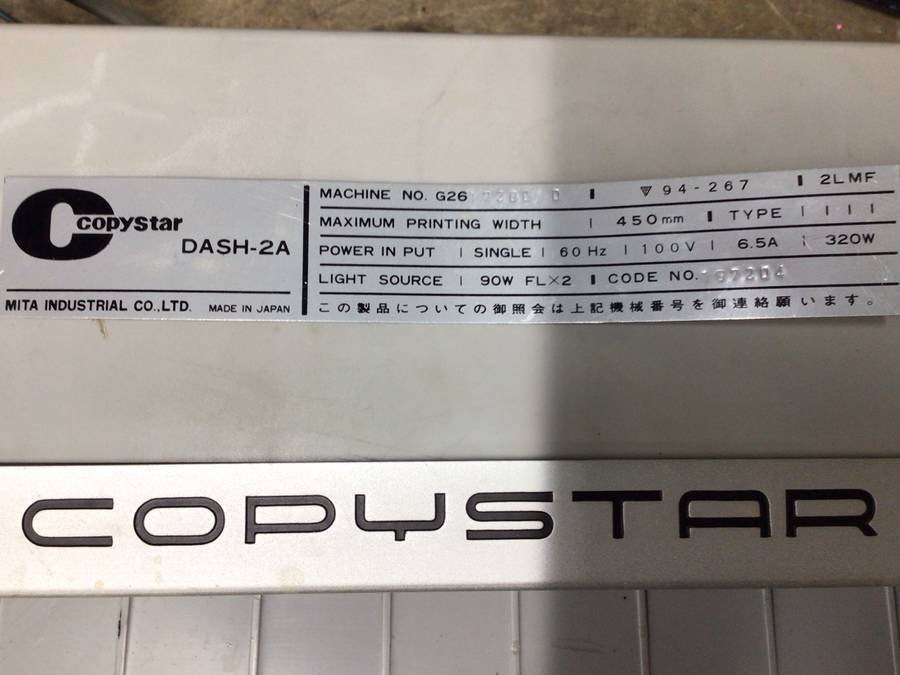 copystar
DASH-2A
MITA INDUSTRIAL CO.,LTD. MADE IN JAPAN
MACHINE NO. G26 ▽94-267 2LMF
MAXIMUM PRINTING WIDTH 450mm TYPE
POWER IN PUT SINGLE 60Hz 100V 6.5A 320W
LIGHT SOURCE 90W FL×2 CODE NO.
この製品についての御照会は上記機械番号を御連絡願います。
COPYSTAR